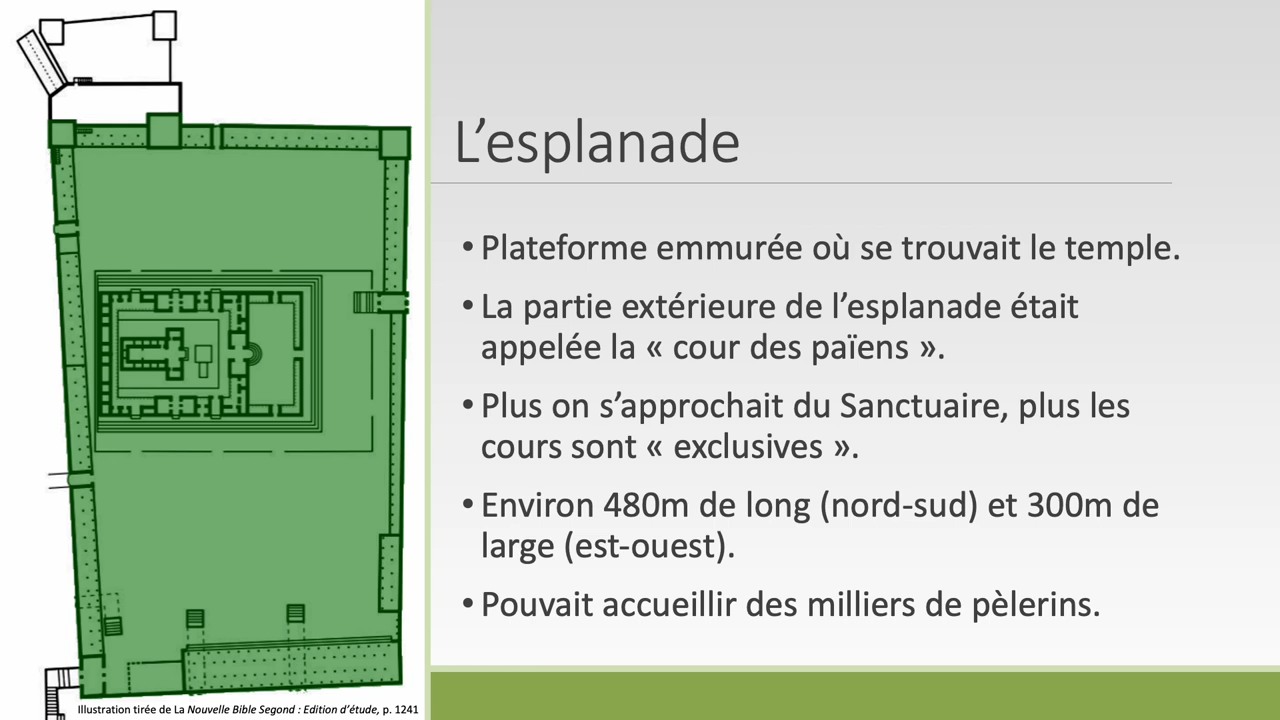 L’esplanade
• Plateforme emmurée où se trouvait le temple.
• La partie extérieure de l’esplanade était
appelée la « cour des païens ».
• Plus on s’approchait du Sanctuaire, plus les
cours sont « exclusives ».
• Environ 480m de long (nord-sud) et 300m de
large (est-ouest).
• Pouvait accueillir des milliers de pèlerins.
Illustration tirée de La Nouvelle Bible Segond : Edition d’étude, p. 1241